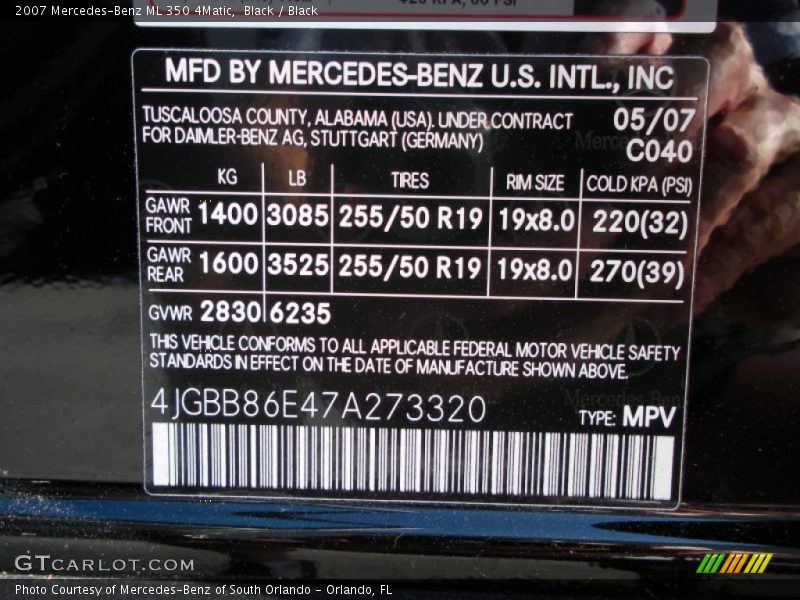 2007 Mercedes-Benz ML 350 4Matic, Black / Black
420 KPA, 60 PSI
MFD BY MERCEDES-BENZ U.S. INTL., INC
TUSCALOOSA COUNTY, ALABAMA (USA). UNDER CONTRACT 05/07
FOR DAIMLER-BENZ AG, STUTTGART (GERMANY) C040
KG LB TIRES RIM SIZE COLD KPA (PSI)
GAWR FRONT 1400 3085 255/50 R19 19x8.0 220(32)
GAWR REAR 1600 3525 255/50 R19 19x8.0 270(39)
GVWR 2830 6235
THIS VEHICLE CONFORMS TO ALL APPLICABLE FEDERAL MOTOR VEHICLE SAFETY
STANDARDS IN EFFECT ON THE DATE OF MANUFACTURE SHOWN ABOVE.
4JGBB86E47A273320 TYPE: MPV
GTCARLOT.COM
Photo Courtesy of Mercedes-Benz of South Orlando - Orlando, FL